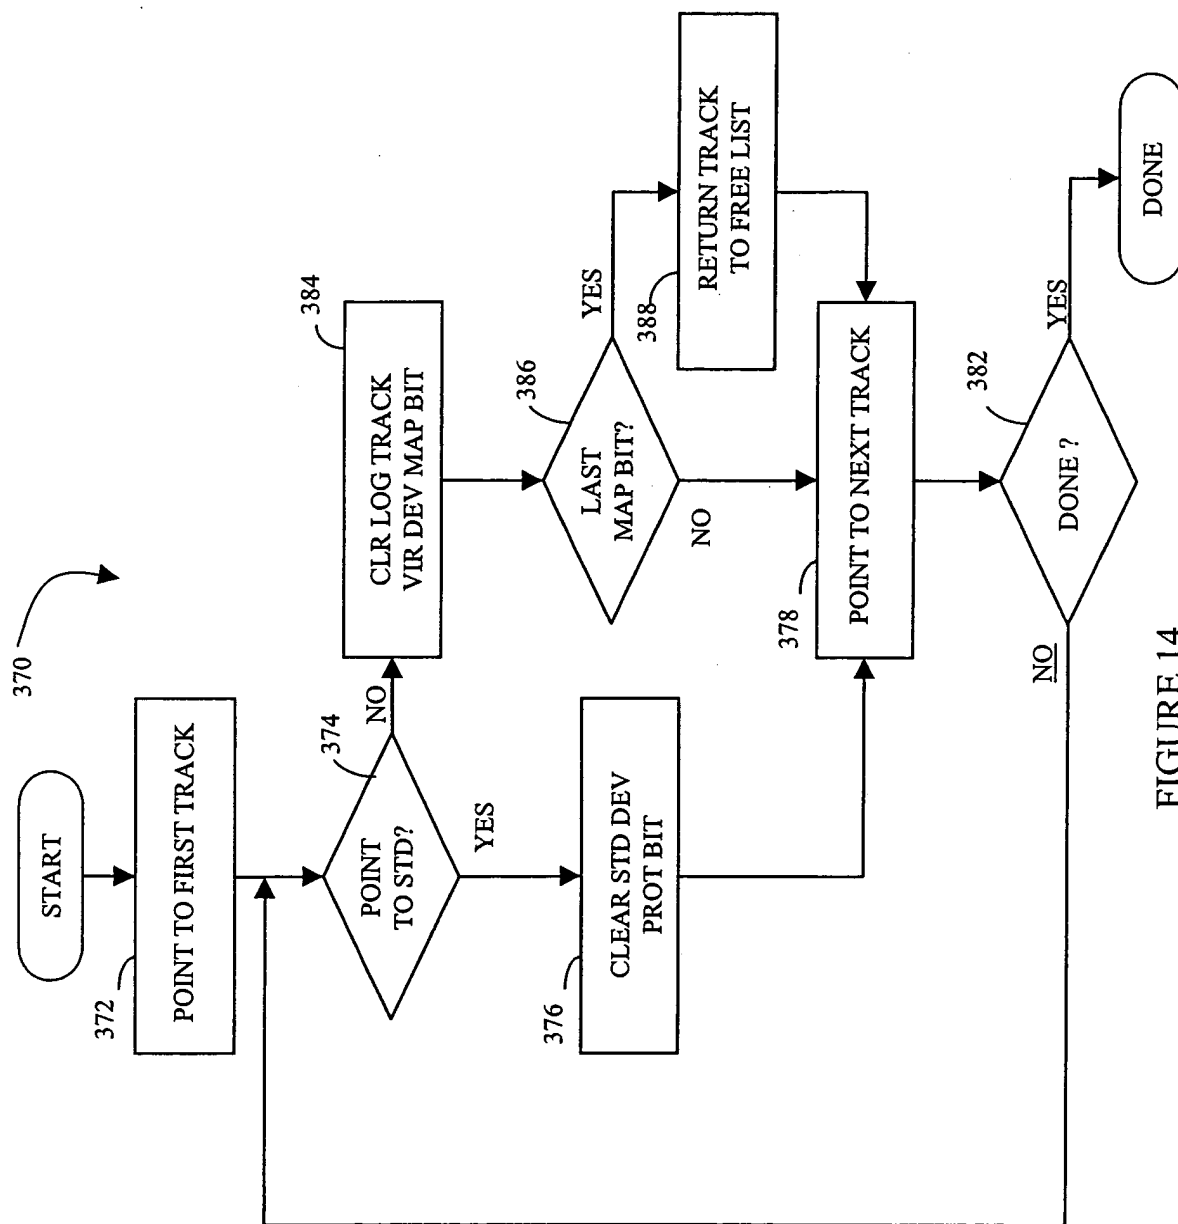 370
START
372
POINT TO FIRST TRACK
374
POINT
TO STD?
NO
YES
384
CLR LOG TRACK
VIR DEV MAP BIT
376
CLEAR STD DEV
PROT BIT
386
LAST
MAP BIT?
YES
NO
388
RETURN TRACK
TO FREE LIST
378
POINT TO NEXT TRACK
382
DONE ?
NO
YES
DONE
FIGURE 14